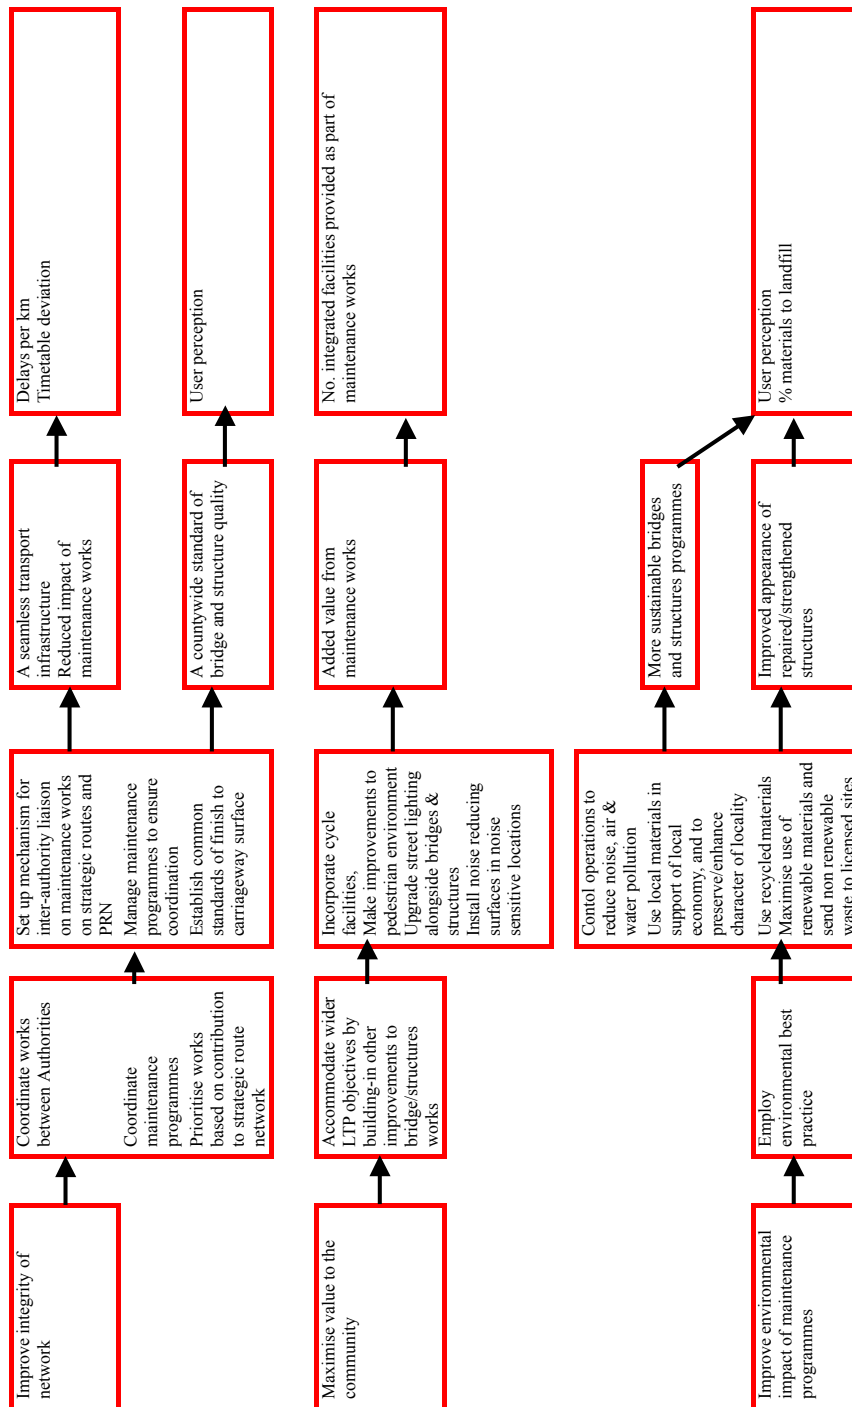 Improve integrity of
network
Coordinate works
between Authorities
Coordinate
maintenance
programmes
Prioritise works
based on contribution
to strategic route
network
Set up mechanism for
inter-authority liaison
on maintenance works
on strategic routes and
PRN
Manage maintenance
programmes to ensure
coordination
Establish common
standards of finish to
carriageway surface
A seamless transport
infrastructure
Reduced impact of
maintenance works
A countywide standard of
bridge and structure quality
Delays per km
Timetable deviation
User perception
Maximise value to the
community
Accommodate wider
LTP objectives by
building-in other
improvements to
bridge/structures
works
Incorporate cycle
facilities,
Make improvements to
pedestrian environment
Upgrade street lighting
alongside bridges &
structures
Install noise reducing
surfaces in noise
sensitive locations
Added value from
maintenance works
No. integrated facilities provided as part of
maintenance works
Improve environmental
impact of maintenance
programmes
Employ
environmental best
practice
Contol operations to
reduce noise, air &
water pollution
Use local materials in
support of local
economy, and to
preserve/enhance
character of locality
Use recycled materials
Maximise use of
renewable materials and
send non renewable
waste to licensed sites
More sustainable bridges
and structures programmes
Improved appearance of
repaired/strengthened
structures
User perception
% materials to landfill